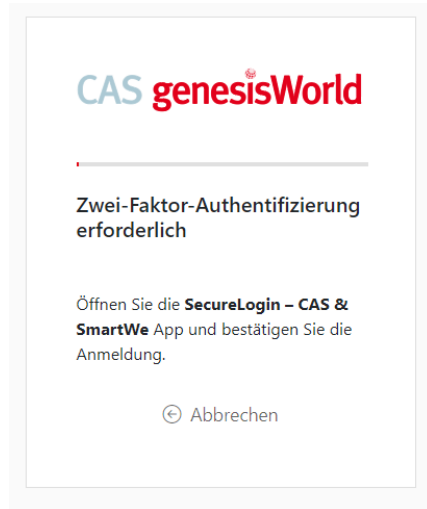 CAS genesisWorld
Zwei-Faktor-Authentifizierung
erforderlich
Öffnen Sie die SecureLogin – CAS &
SmartWe App und bestätigen Sie die
Anmeldung.
Abbrechen